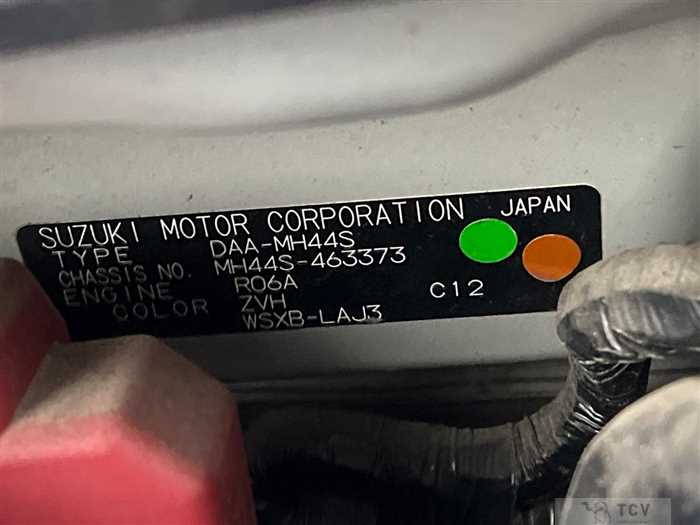 SUZUKI MOTOR CORPORATION JAPAN
TYPE DAA-MH44S
CHASSIS NO. MH44S-463373
ENGINE R06A
COLOR ZVH C12
WSXB-LAJ3
TCV